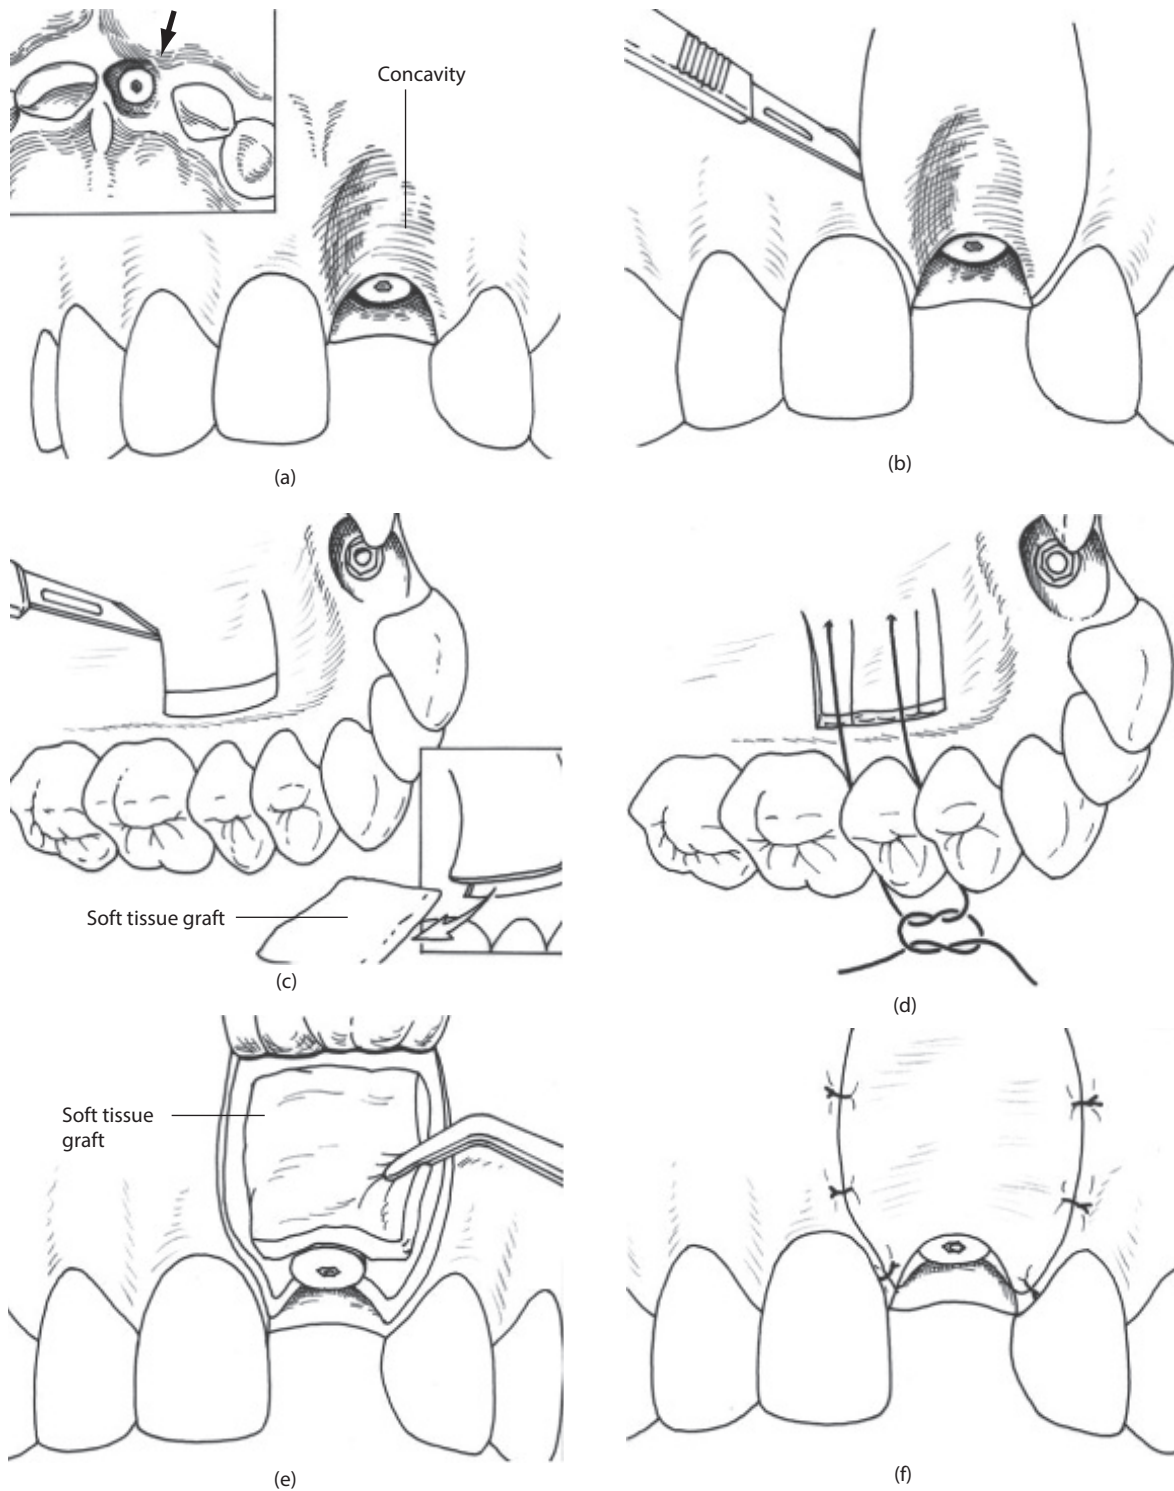 Concavity
(a)
(b)
Soft tissue graft
(c)
(d)
Soft tissue
graft
(e)
(f)